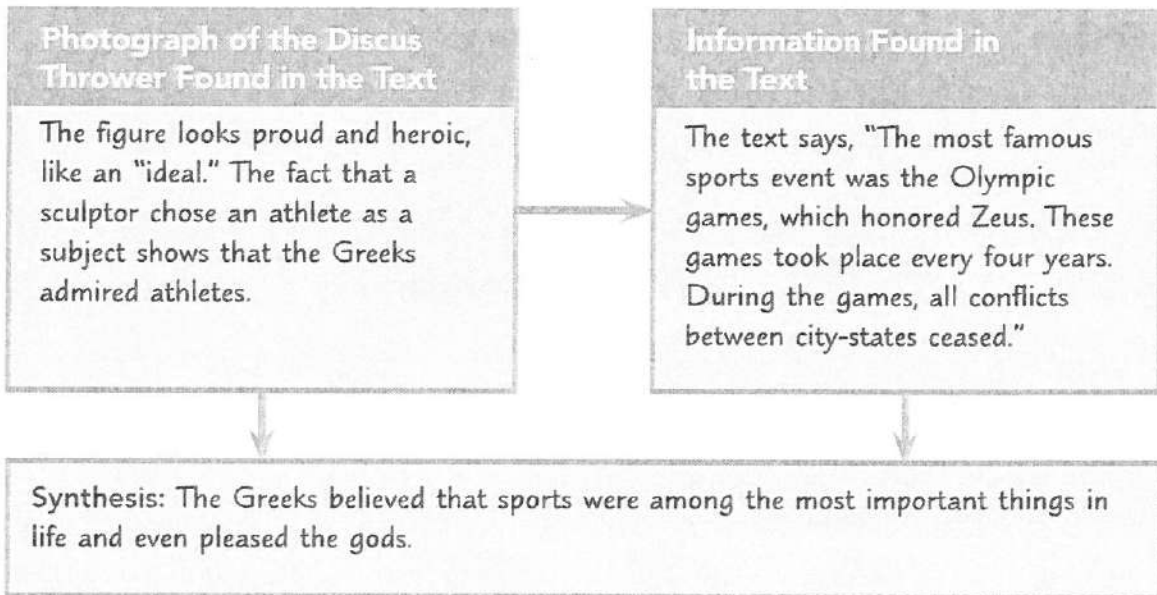 Photograph of the Discus
Thrower Found in the Text
The figure looks proud and heroic,
like an "ideal." The fact that a
sculptor chose an athlete as a
subject shows that the Greeks
admired athletes.
Information Found in
the Text
The text says, "The most famous
sports event was the Olympic
games, which honored Zeus. These
games took place every four years.
During the games, all conflicts
between city-states ceased."
Synthesis: The Greeks believed that sports were among the most important things in
life and even pleased the gods.